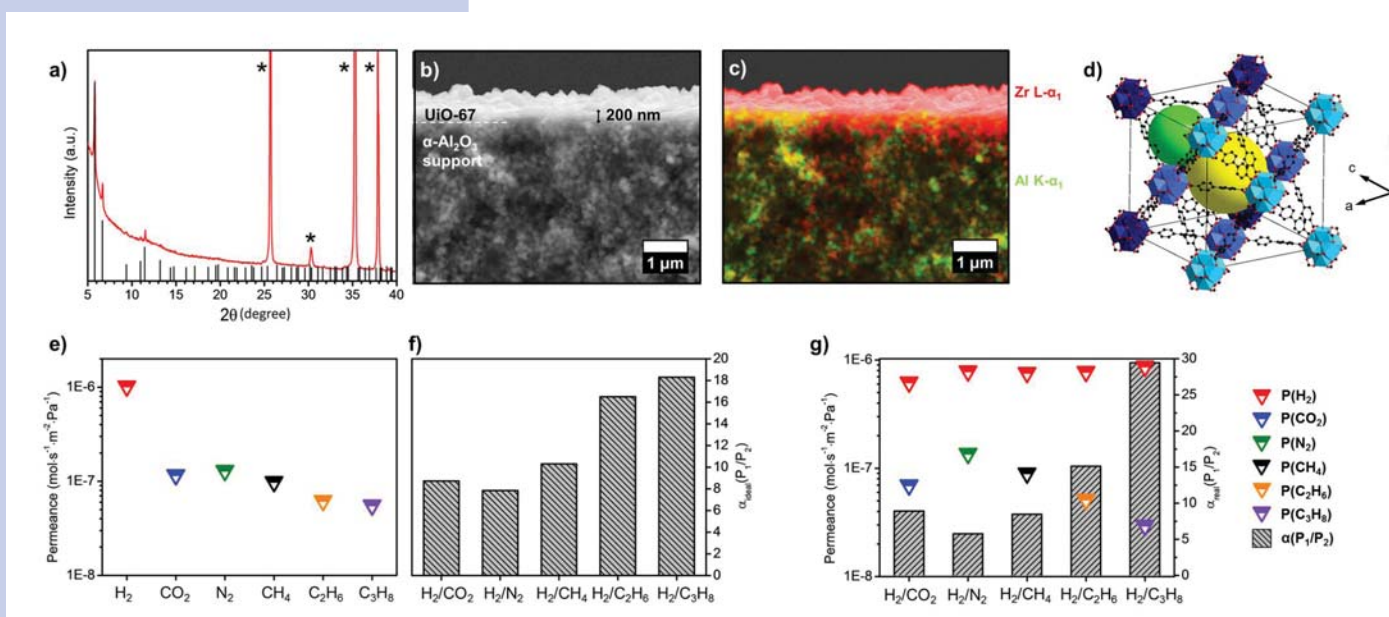 a)
Intensity (a.u.)
* * * *
5 10 15 20 25 30 35 40
2θ (degree)
b)
UiO-67
200 nm
α-Al₂O₃
support
1 μm
c)
Zr L-α₁
Al K-α₁
1 μm
d)
c
a
e)
Permeance (mol·s⁻¹·m⁻²·Pa⁻¹)
1E-6
1E-7
1E-8
H₂ CO₂ N₂ CH₄ C₂H₆ C₃H₈
f)
20
18
16
14
12
10
8
6
4
2
0
α_ideal(P₁/P₂)
H₂/CO₂ H₂/N₂ H₂/CH₄ H₂/C₂H₆ H₂/C₃H₈
g)
Permeance (mol·s⁻¹·m⁻²·Pa⁻¹)
1E-6
1E-7
1E-8
30
25
20
15
10
5
0
α_real(P₁/P₂)
H₂/CO₂ H₂/N₂ H₂/CH₄ H₂/C₂H₆ H₂/C₃H₈
P(H₂)
P(CO₂)
P(N₂)
P(CH₄)
P(C₂H₆)
P(C₃H₈)
α(P₁/P₂)